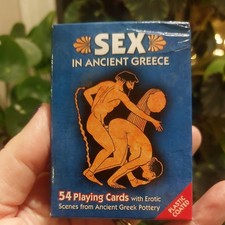 SEX
IN ANCIENT GREECE
54 Playing Cards with Erotic
Scenes from Ancient Greek Pottery
PLASTIC
COATED